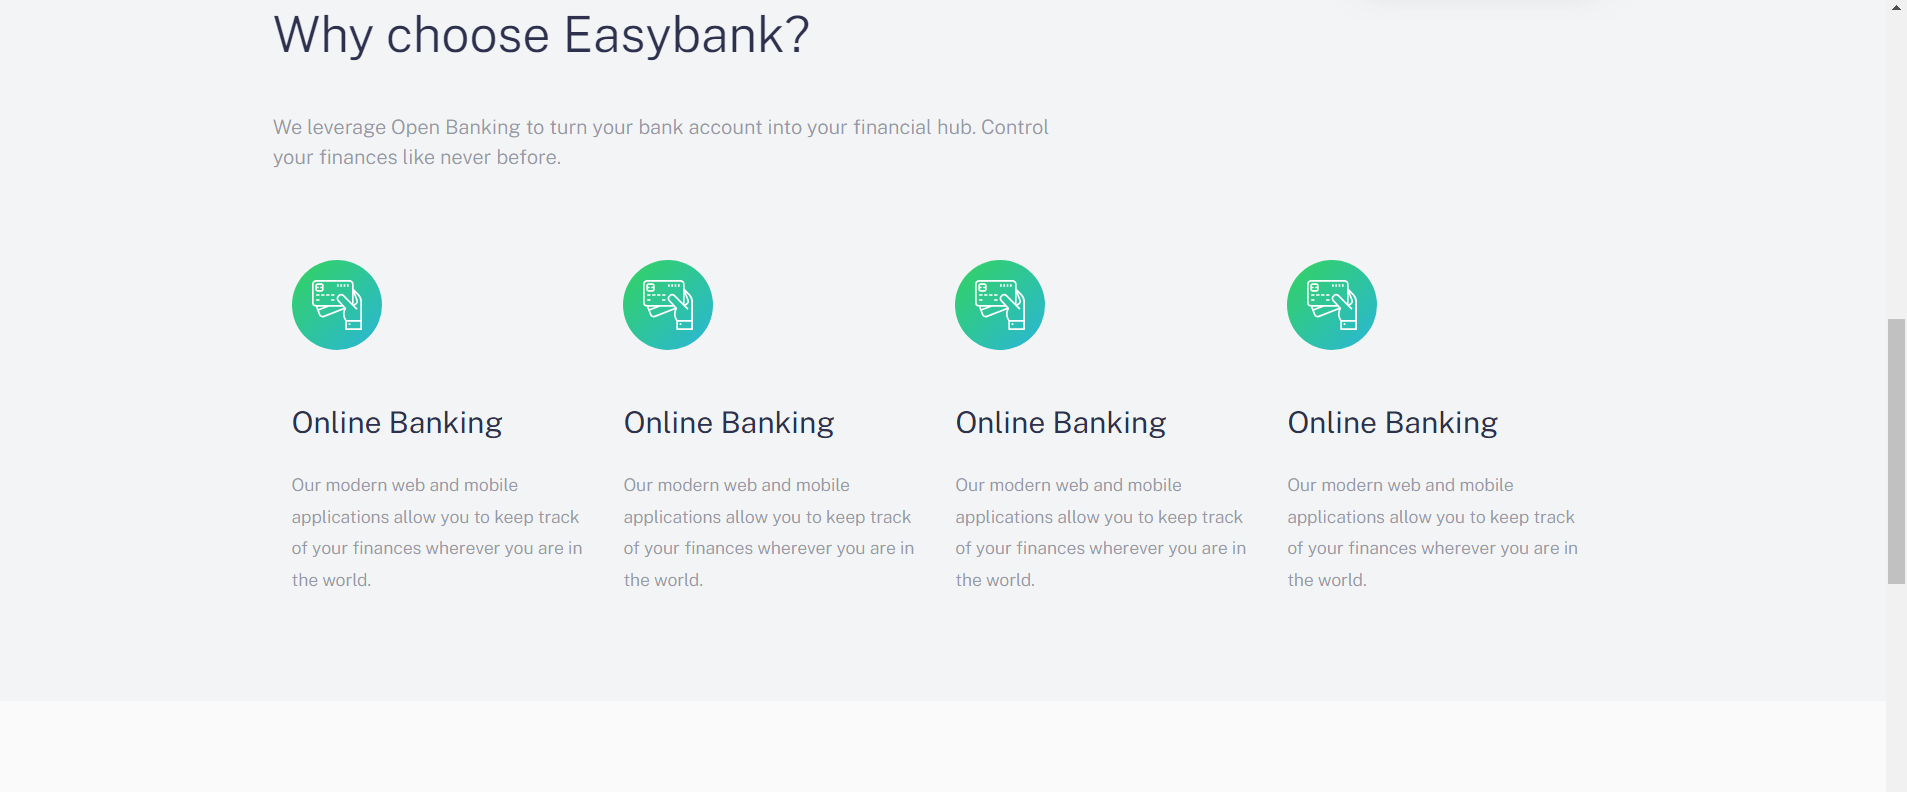 Why choose Easybank?
We leverage Open Banking to turn your bank account into your financial hub. Control
your finances like never before.
Online Banking
Our modern web and mobile
applications allow you to keep track
of your finances wherever you are in
the world.
Online Banking
Our modern web and mobile
applications allow you to keep track
of your finances wherever you are in
the world.
Online Banking
Our modern web and mobile
applications allow you to keep track
of your finances wherever you are in
the world.
Online Banking
Our modern web and mobile
applications allow you to keep track
of your finances wherever you are in
the world.